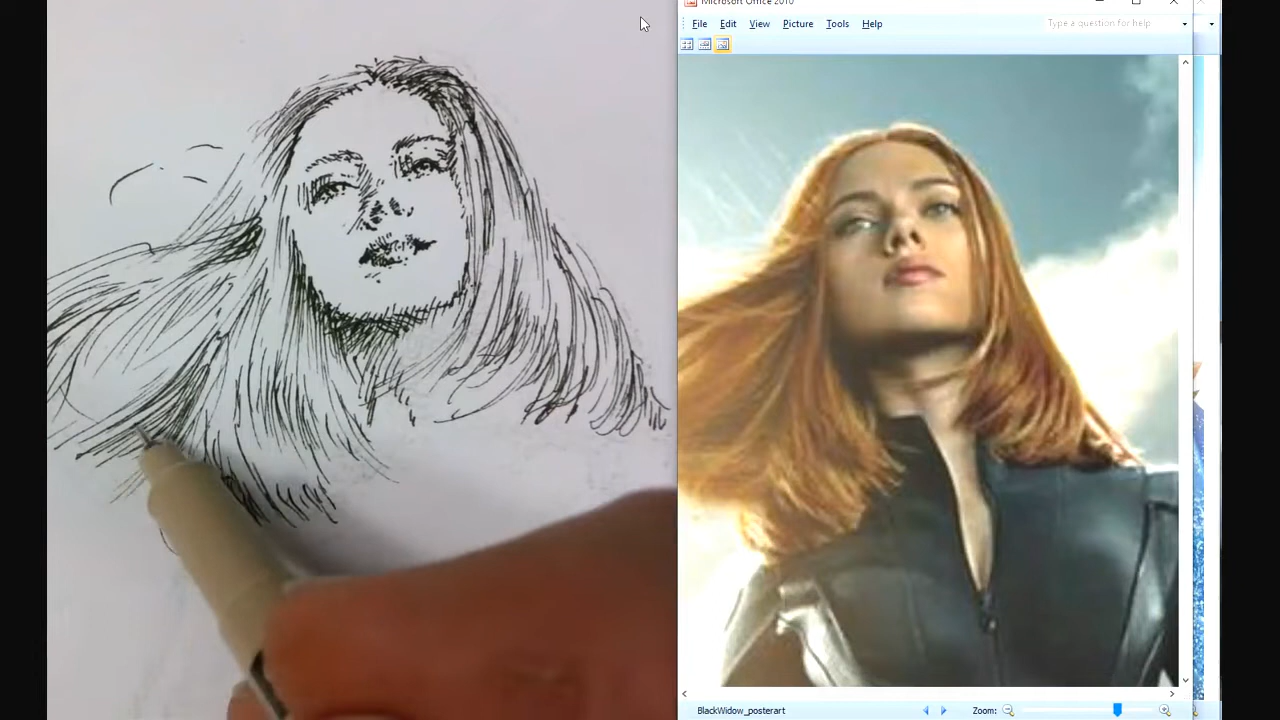 Microsoft Office 2010
File Edit View Picture Tools Help Type a question for help
BlackWidow_posterart Zoom: